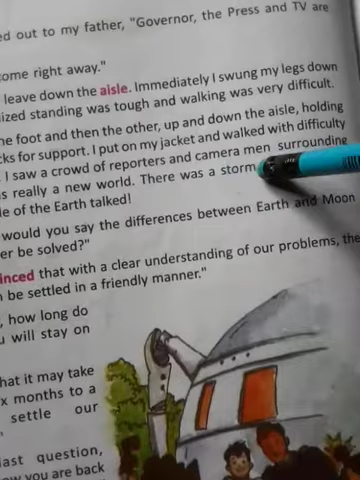 ed out to my father, "Governor, the Press and TV are
ome right away."
leave down the aisle. Immediately I swung my legs down
ized standing was tough and walking was very difficult.
ne foot and then the other, up and down the aisle, holding
cks for support. I put on my jacket and walked with difficulty
I saw a crowd of reporters and camera men surrounding
s really a new world. There was a storm
le of the Earth talked!
would you say the differences between Earth and Moon
er be solved?"
inced that with a clear understanding of our problems, the
n be settled in a friendly manner."
, how long do
u will stay on
hat it may take
x months to a
settle our
"
last question,
ow you are back